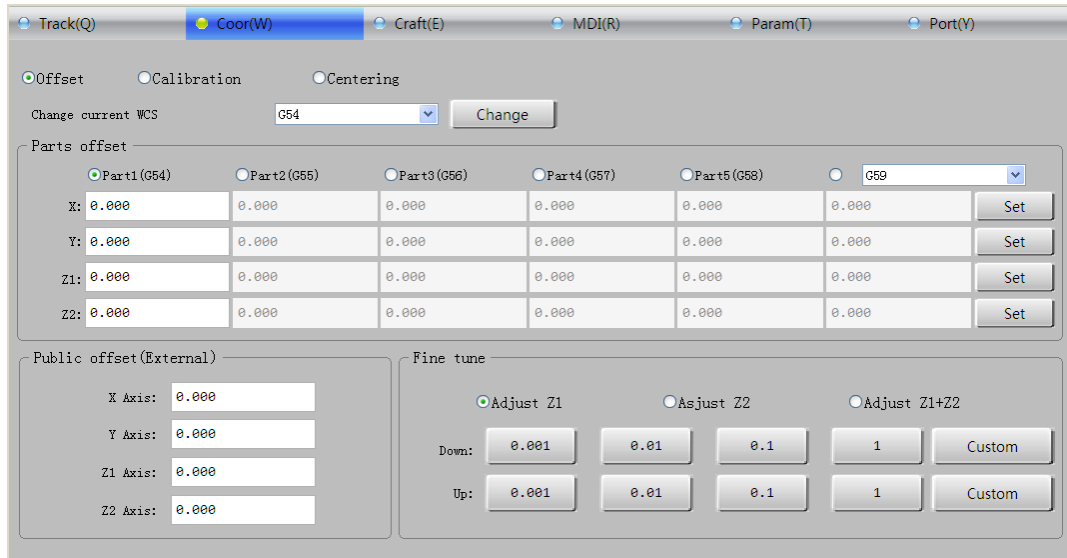 Track(Q) Coor(W) Craft(E) MDI(R) Param(T) Port(Y)
Offset Calibration Centering
Change current WCS G54 Change
Parts offset
Part1(G54) Part2(G55) Part3(G56) Part4(G57) Part5(G58) G59
X: 0.000 0.000 0.000 0.000 0.000 0.000 Set
Y: 0.000 0.000 0.000 0.000 0.000 0.000 Set
Z1: 0.000 0.000 0.000 0.000 0.000 0.000 Set
Z2: 0.000 0.000 0.000 0.000 0.000 0.000 Set
Public offset(External)
X Axis: 0.000
Y Axis: 0.000
Z1 Axis: 0.000
Z2 Axis: 0.000
Fine tune
Adjust Z1 Asjust Z2 Adjust Z1+Z2
Down: 0.001 0.01 0.1 1 Custom
Up: 0.001 0.01 0.1 1 Custom